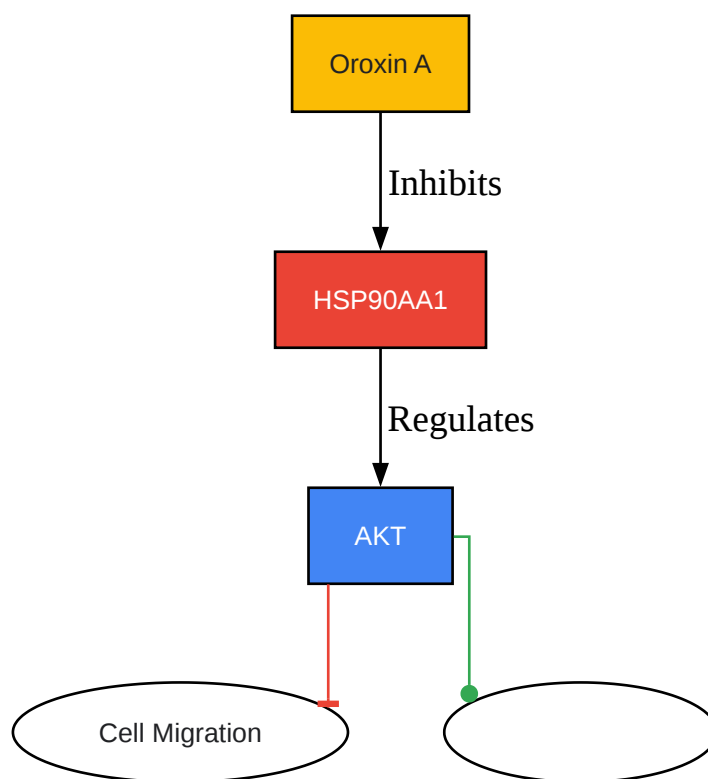 Oroxin A
Inhibits
HSP90AA1
Regulates
AKT
Cell Migration